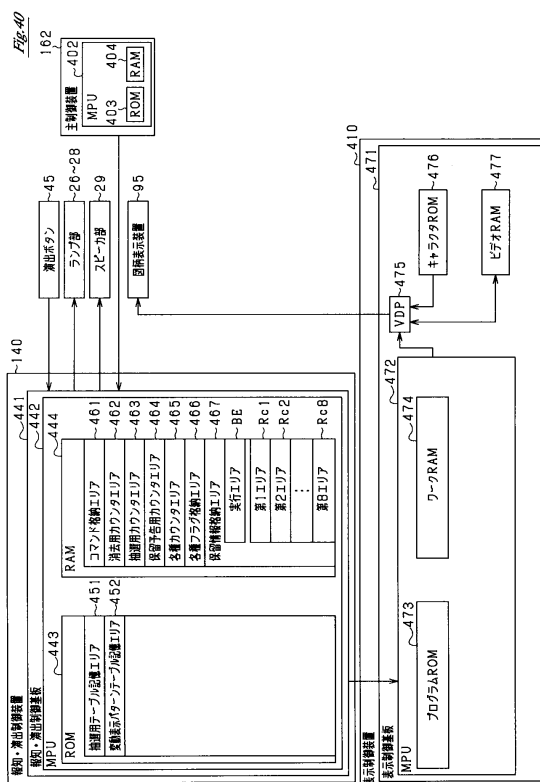 Fig.40
162
主制御装置
402
MPU
403
404
ROM
RAM
45
演出ボタン
26~28
ランプ部
29
スピーカ部
95
図柄表示装置
140
報知・演出制御装置
441
報知・演出制御基板
442
MPU
443
ROM
451
抽選用テーブル記憶エリア
452
変動表示パターンテーブル記憶エリア
444
RAM
461
コマンド格納エリア
462
消去用カウンタエリア
463
抽選用カウンタエリア
464
保留予告用カウンタエリア
465
各種カウンタエリア
466
各種フラグ格納エリア
467
保留情報格納エリア
BE
実行エリア
Rc1
第1エリア
Rc2
第2エリア
⋮
Rc8
第8エリア
410
表示制御装置
471
表示制御基板
472
MPU
473
プログラムROM
474
ワークRAM
475
VDP
476
キャラクタROM
477
ビデオRAM